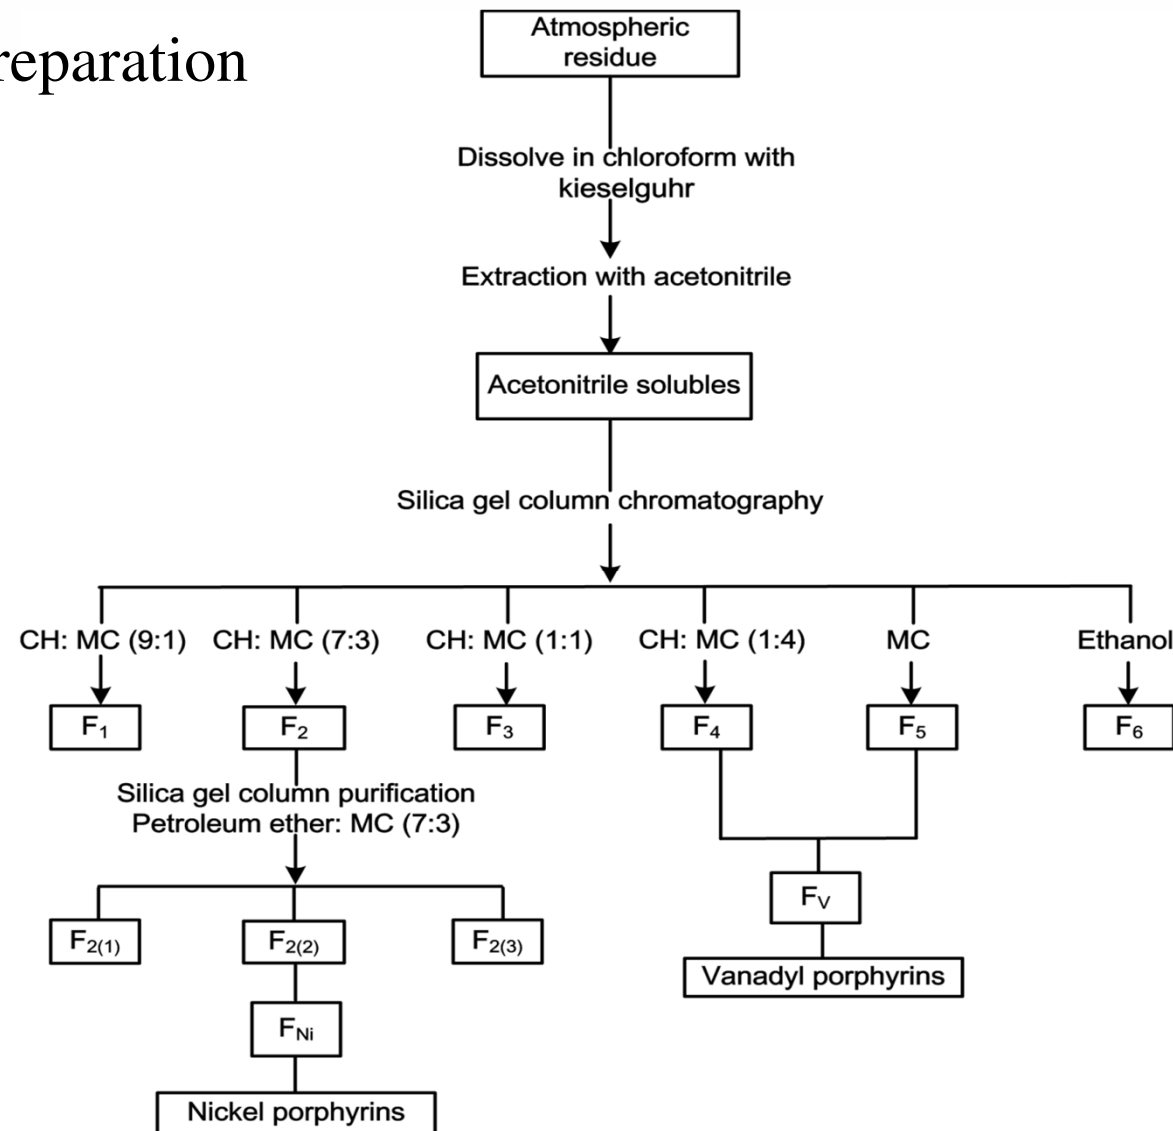 reparation
Atmospheric
residue
Dissolve in chloroform with
kieselguhr
Extraction with acetonitrile
Acetonitrile solubles
Silica gel column chromatography
CH: MC (9:1) CH: MC (7:3) CH: MC (1:1) CH: MC (1:4) MC Ethanol
F₁ F₂ F₃ F₄ F₅ F₆
Silica gel column purification
Petroleum ether: MC (7:3)
F_V
F₂₍₁₎ F₂₍₂₎ F₂₍₃₎
Vanadyl porphyrins
F_Ni
Nickel porphyrins